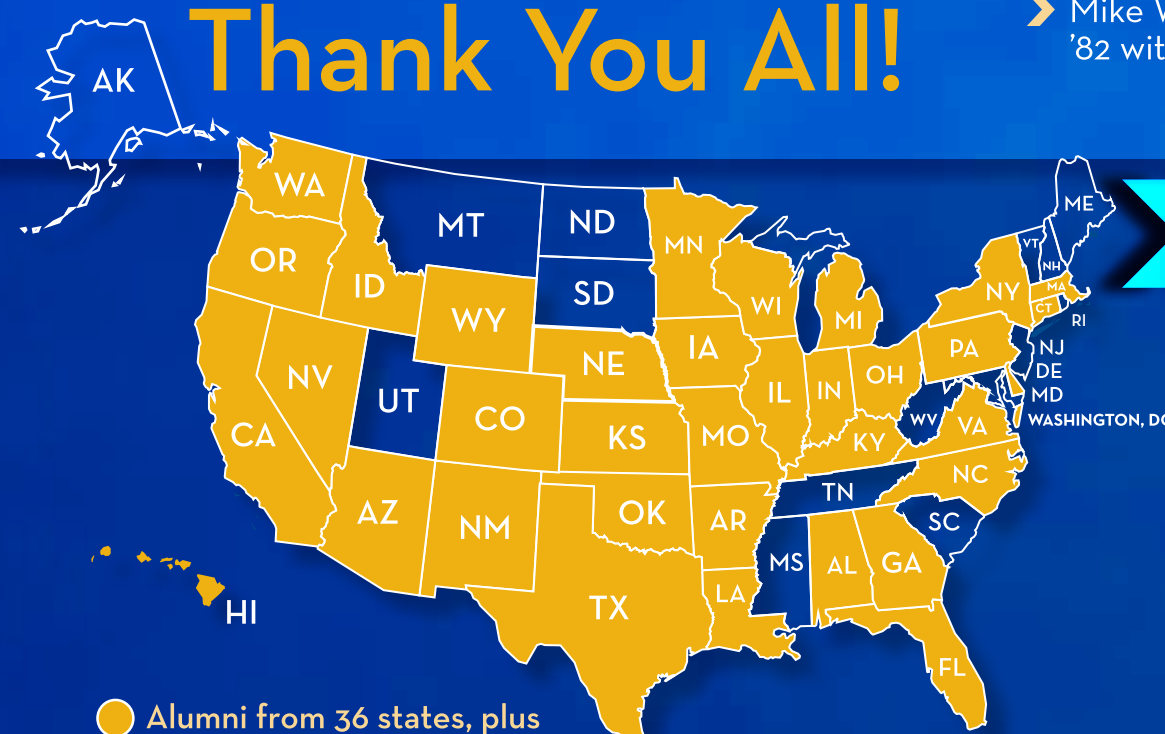 Thank You All!
Mike
'82
AK
WA
MT
ND
MN
ME
VT
NH
OR
ID
SD
WI
MI
NY
MA
CT
RI
WY
IA
PA
NJ
NE
DE
NV
UT
CO
IL
IN
OH
MD
WASHINGTON, DC
CA
KS
MO
KY
WV
VA
NC
AZ
NM
OK
AR
TN
SC
MS
AL
GA
LA
TX
HI
FL
Alumni from 36 states, plus